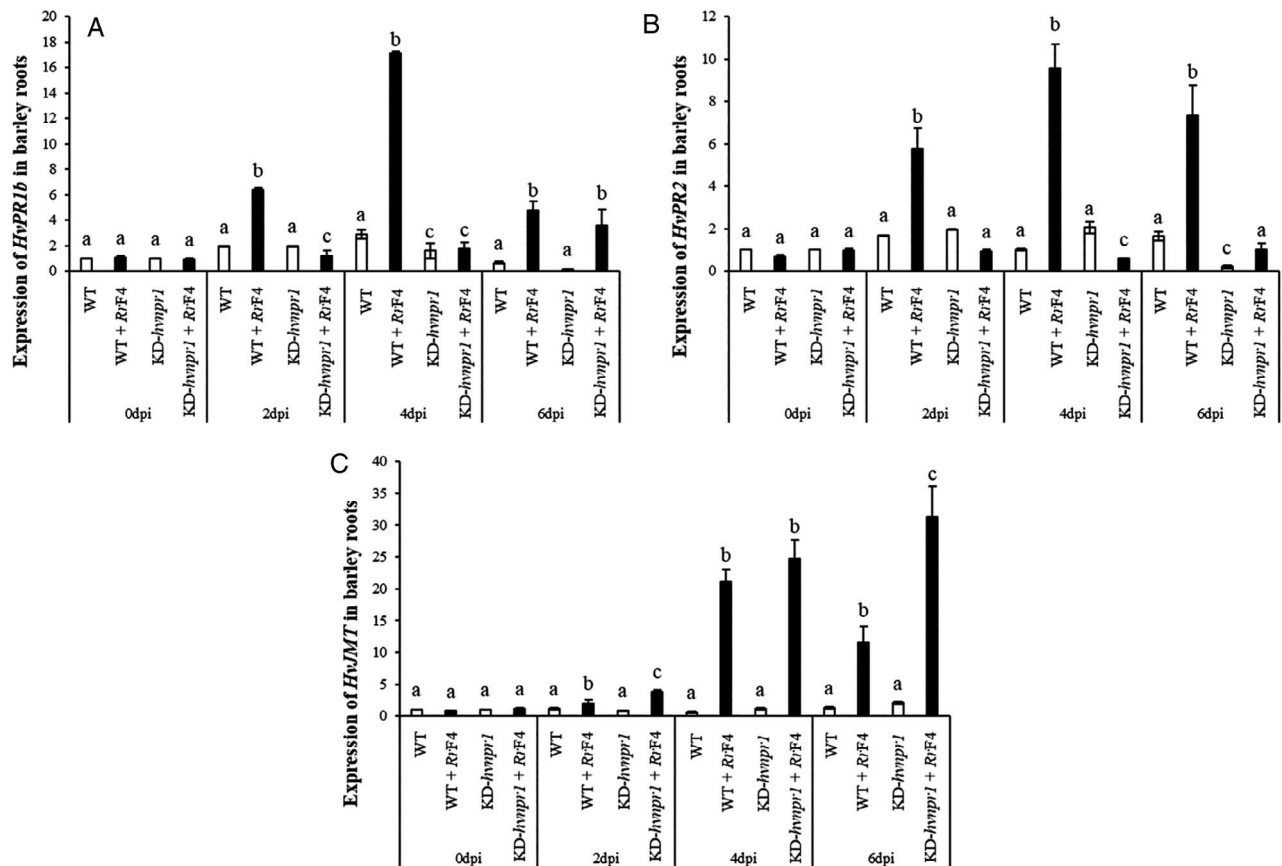 A
Expression of HvPR1b in barley roots
20
18
16
14
12
10
8
6
4
2
0
a a a a a b a c a b c c a b a b
WT
WT + RrF4
KD-hvnpr1
KD-hvnpr1 + RrF4
WT
WT + RrF4
KD-hvnpr1
KD-hvnpr1 + RrF4
WT
WT + RrF4
KD-hvnpr1
KD-hvnpr1 + RrF4
WT
WT + RrF4
KD-hvnpr1
KD-hvnpr1 + RrF4
0dpi 2dpi 4dpi 6dpi
B
Expression of HvPR2 in barley roots
12
10
8
6
4
2
0
a a a a a b a a a b a c a b c a
WT
WT + RrF4
KD-hvnpr1
KD-hvnpr1 + RrF4
WT
WT + RrF4
KD-hvnpr1
KD-hvnpr1 + RrF4
WT
WT + RrF4
KD-hvnpr1
KD-hvnpr1 + RrF4
WT
WT + RrF4
KD-hvnpr1
KD-hvnpr1 + RrF4
0dpi 2dpi 4dpi 6dpi
C
Expression of HvJMT in barley roots
40
35
30
25
20
15
10
5
0
a a a a a b a c a b a b a b a c
WT
WT + RrF4
KD-hvnpr1
KD-hvnpr1 + RrF4
WT
WT + RrF4
KD-hvnpr1
KD-hvnpr1 + RrF4
WT
WT + RrF4
KD-hvnpr1
KD-hvnpr1 + RrF4
WT
WT + RrF4
KD-hvnpr1
KD-hvnpr1 + RrF4
0dpi 2dpi 4dpi 6dpi